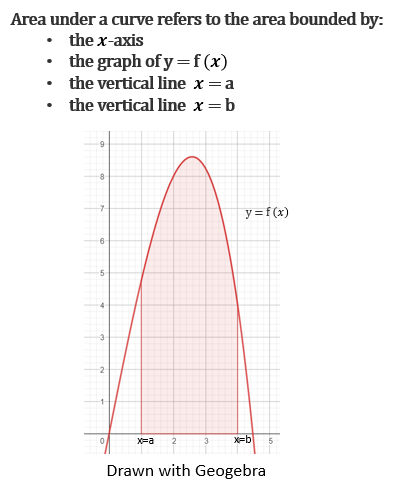 Area under a curve refers to the area bounded by:
• the x-axis
• the graph of y = f (x)
• the vertical line x = a
• the vertical line x = b
9
8
7
y = f (x)
6
5
4
3
2
1
0 x=a 2 3 x=b 5
Drawn with Geogebra